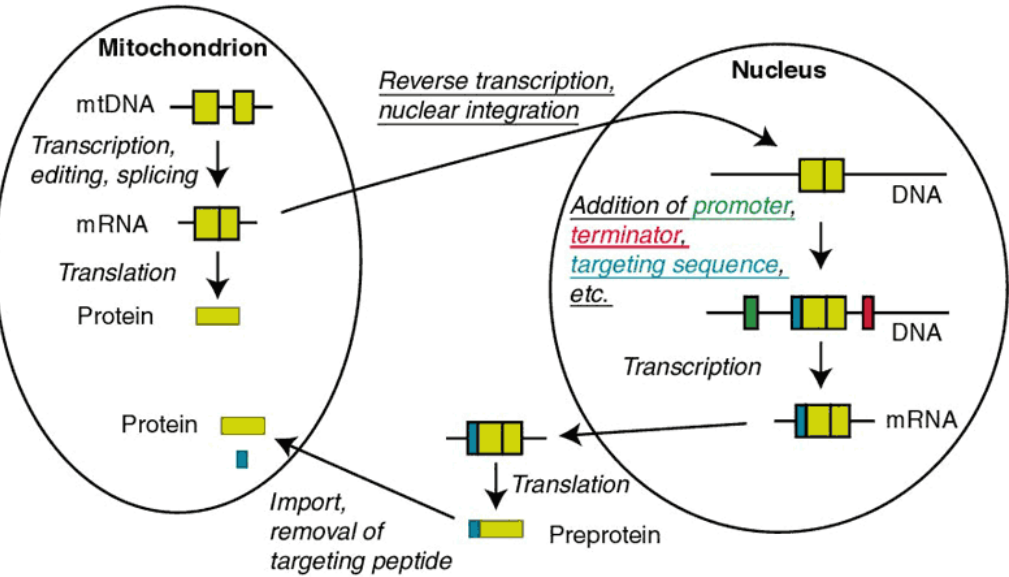 Mitochondrion
mtDNA
Transcription,
editing, splicing
mRNA
Translation
Protein
Protein
Import,
removal of
targeting peptide
Reverse transcription,
nuclear integration
Nucleus
DNA
Addition of promoter,
terminator,
targeting sequence,
etc.
DNA
Transcription
mRNA
Translation
Preprotein